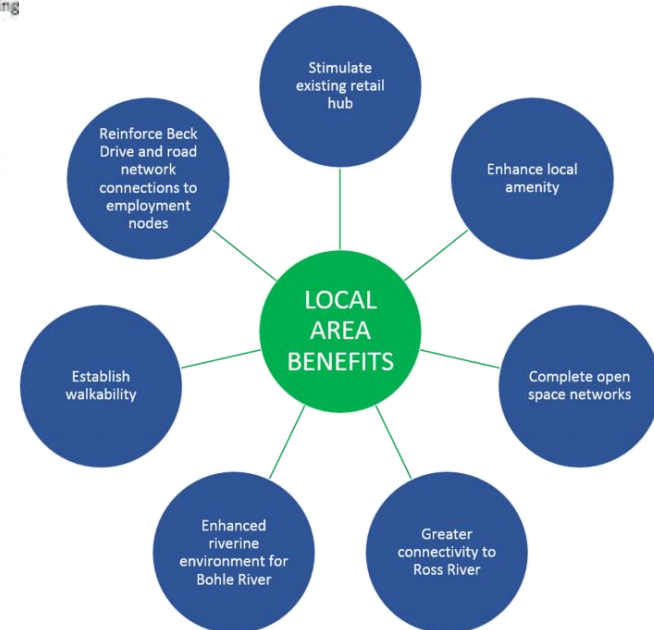 Stimulate
existing retail
hub
Reinforce Beck
Drive and road
network
connections to
employment
nodes
Enhance local
amenity
LOCAL
AREA
BENEFITS
Establish
walkability
Complete open
space networks
Enhanced
riverine
environment for
Bohle River
Greater
connectivity to
Ross River